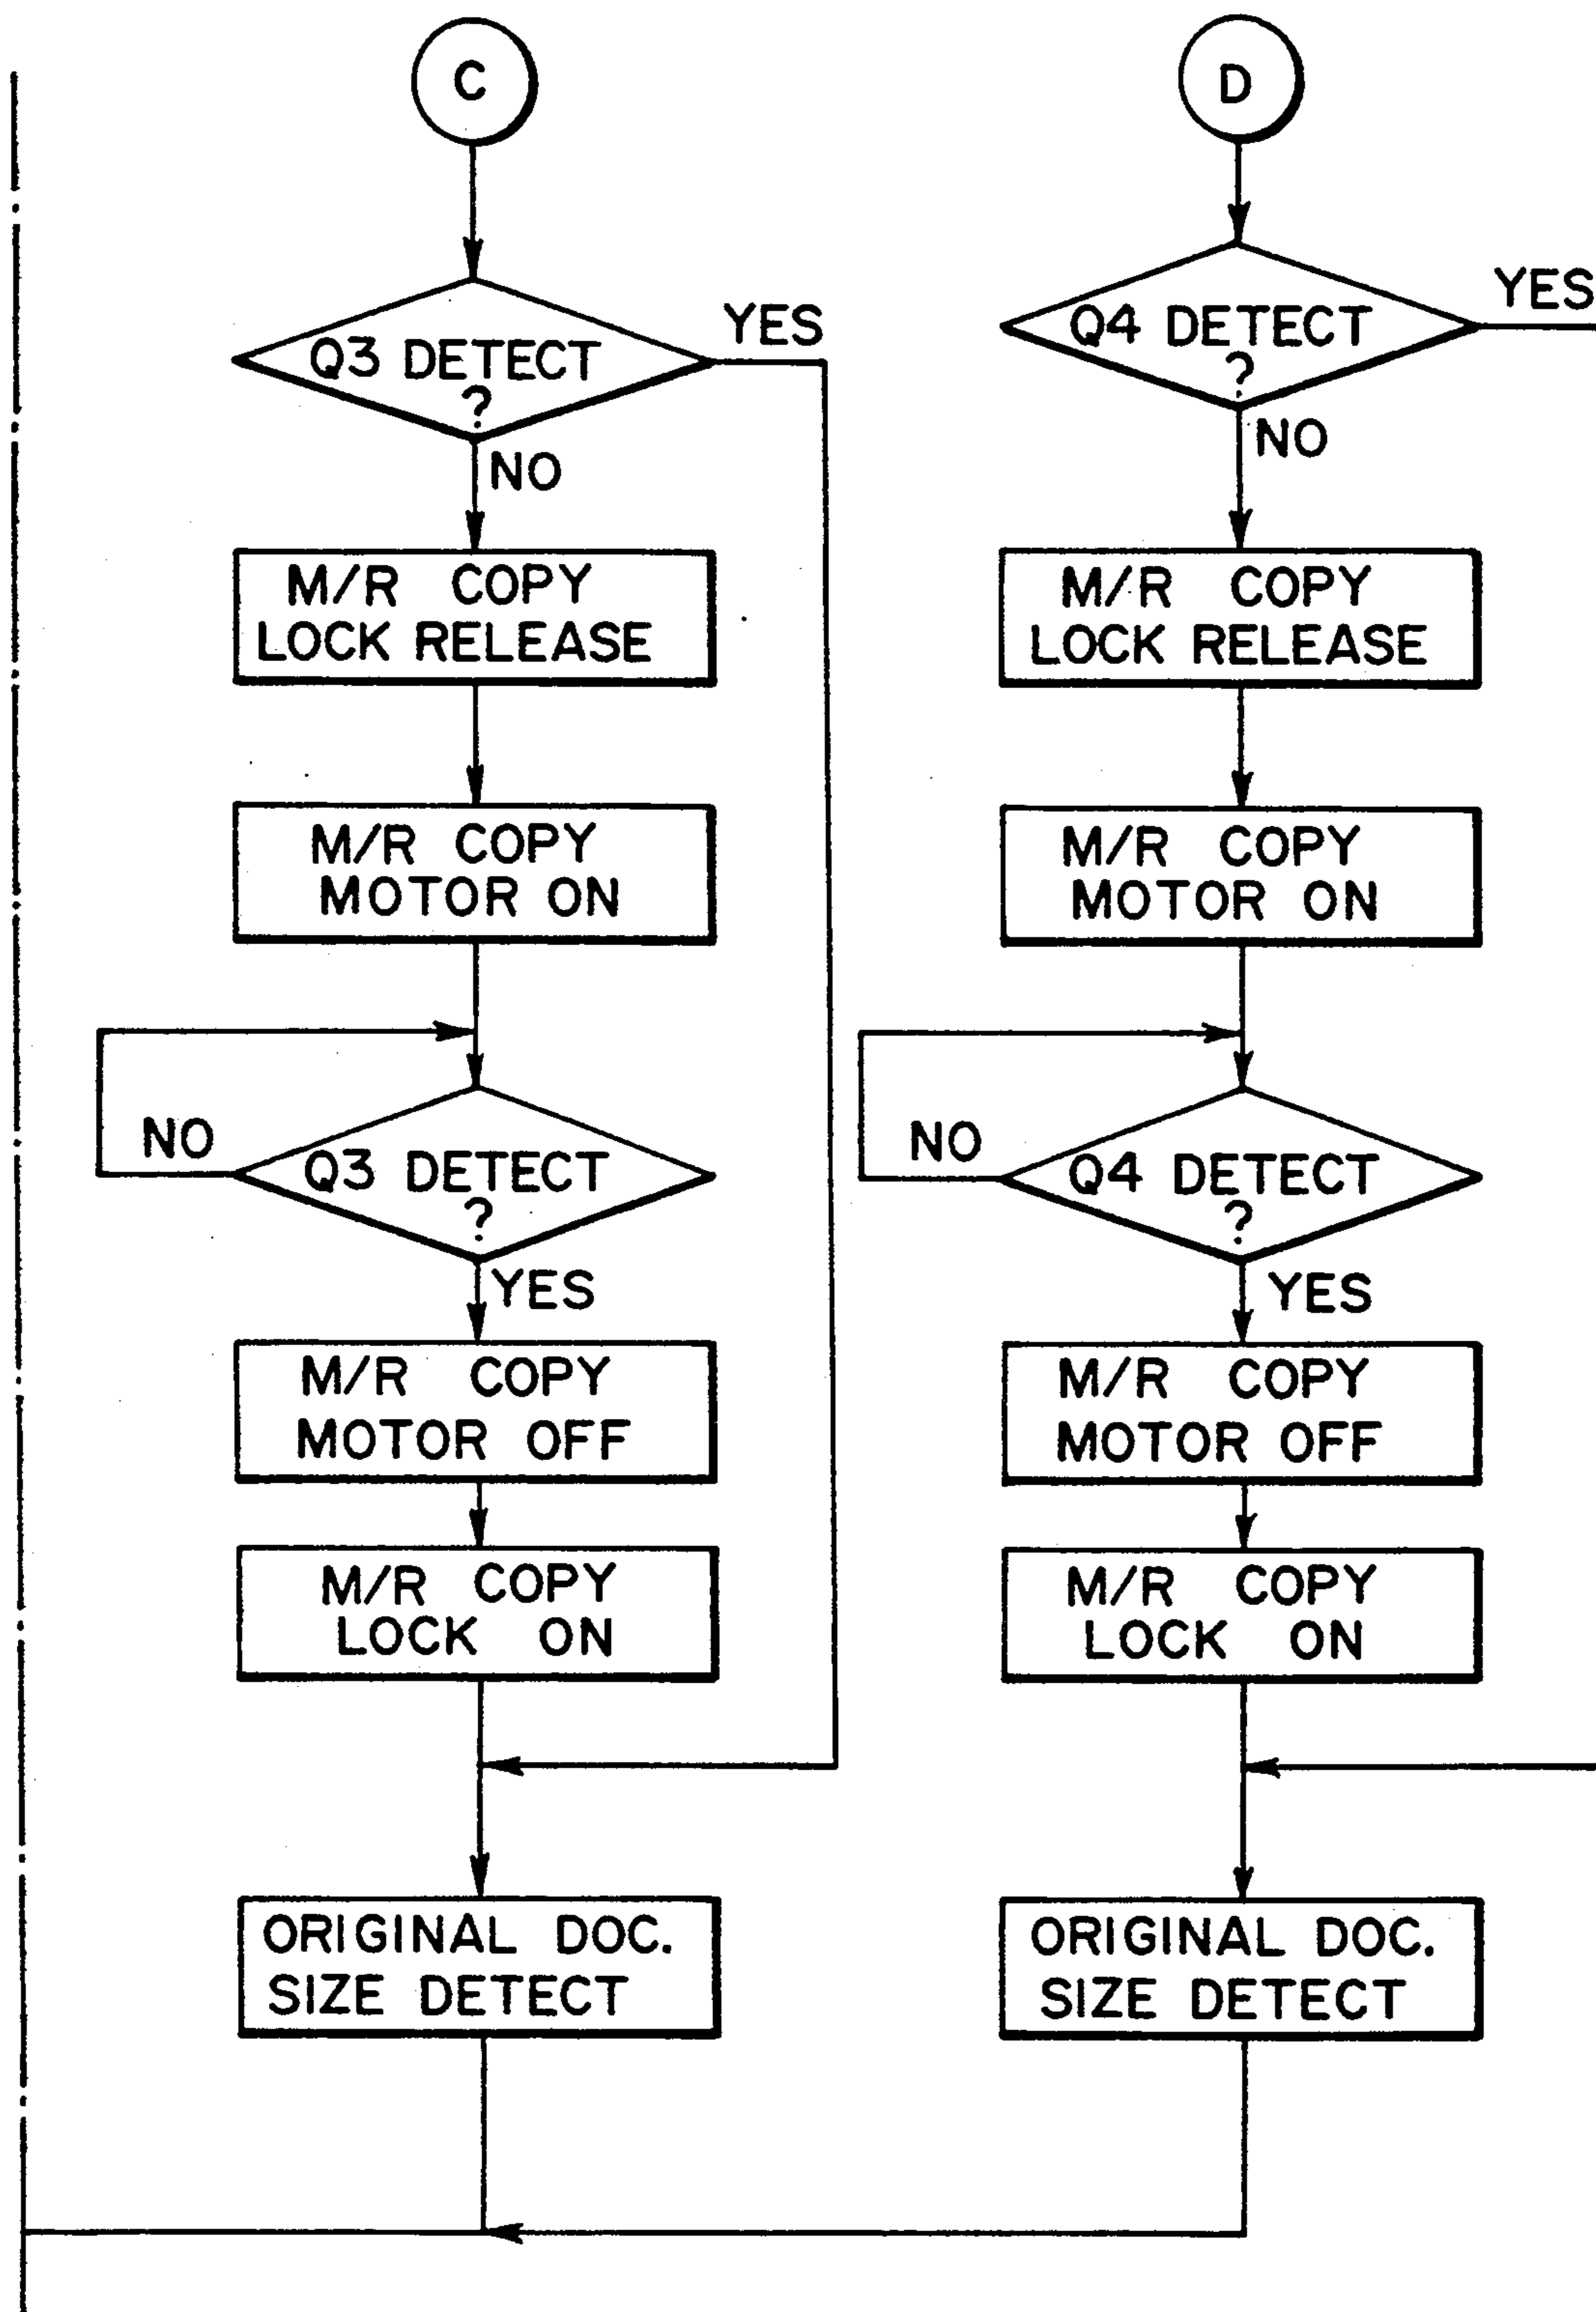 C
Q3 DETECT
?
YES
NO
M/R COPY
LOCK RELEASE
M/R COPY
MOTOR ON
NO
Q3 DETECT
?
YES
M/R COPY
MOTOR OFF
M/R COPY
LOCK ON
ORIGINAL DOC.
SIZE DETECT
D
Q4 DETECT
?
YES
NO
M/R COPY
LOCK RELEASE
M/R COPY
MOTOR ON
NO
Q4 DETECT
?
YES
M/R COPY
MOTOR OFF
M/R COPY
LOCK ON
ORIGINAL DOC.
SIZE DETECT